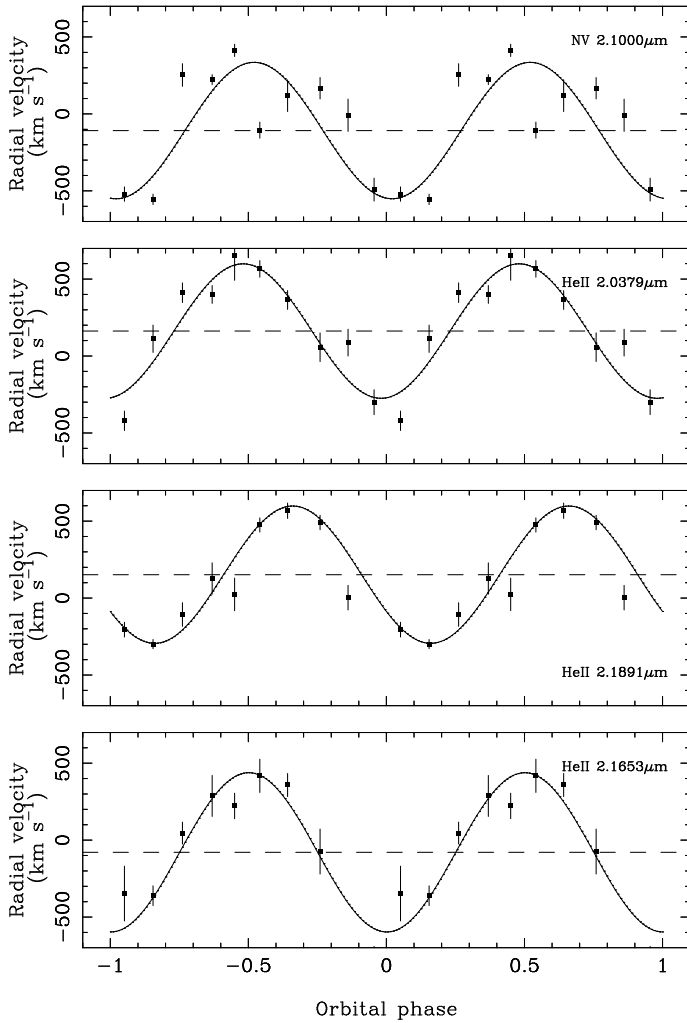 NV 2.1000μm
500
0
−500
Radial velocity
(km s−1)
HeII 2.0379μm
500
0
−500
Radial velocity
(km s−1)
500
0
−500
Radial velocity
(km s−1)
HeII 2.1891μm
HeII 2.1653μm
500
0
−500
Radial velocity
(km s−1)
−1 −0.5 0 0.5 1
Orbital phase